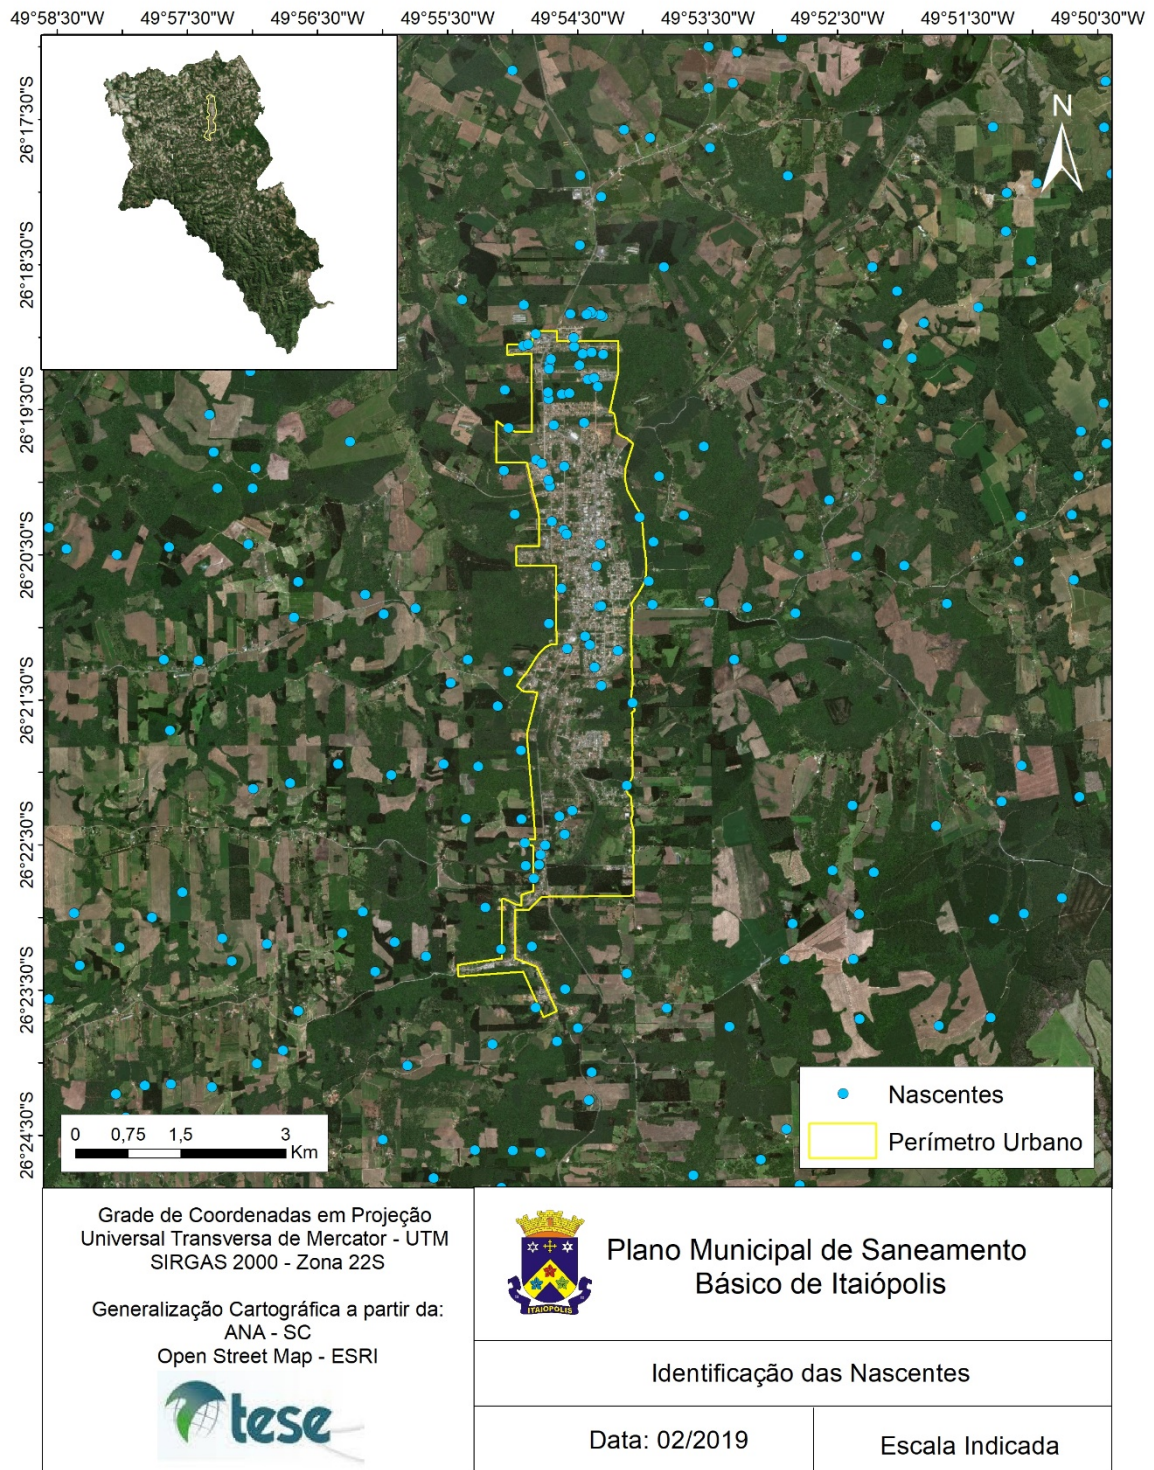 49°58'30"W 49°57'30"W 49°56'30"W 49°55'30"W 49°54'30"W 49°53'30"W 49°52'30"W 49°51'30"W 49°50'30"W
26°17'30"S
26°18'30"S
26°19'30"S
26°20'30"S
26°21'30"S
26°22'30"S
26°23'30"S
26°24'30"S
N
Nascentes
Perímetro Urbano
0 0,75 1,5 3
Km
Grade de Coordenadas em Projeção
Universal Transversa de Mercator - UTM
SIRGAS 2000 - Zona 22S
Generalização Cartográfica a partir da:
ANA - SC
Open Street Map - ESRI
tese
ITAIÓPOLIS
Plano Municipal de Saneamento
Básico de Itaiópolis
Identificação das Nascentes
Data: 02/2019
Escala Indicada